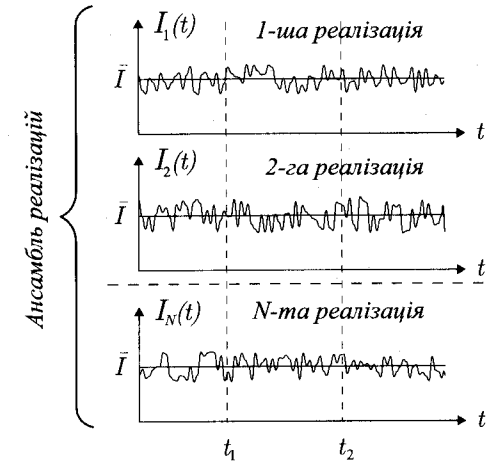 Ансамбль реалізацій
I₁(t) 1-ша реалізація
Ī
t
I₂(t) 2-га реалізація
Ī
t
I_N(t) N-та реалізація
Ī
t
t₁ t₂